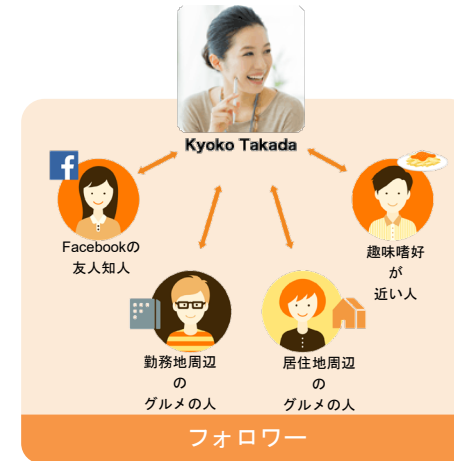 Kyoko Takada
Facebookの
友人知人
趣味嗜好
が
近い人
勤務地周辺
の
グルメの人
居住地周辺
の
グルメの人
フォロワー